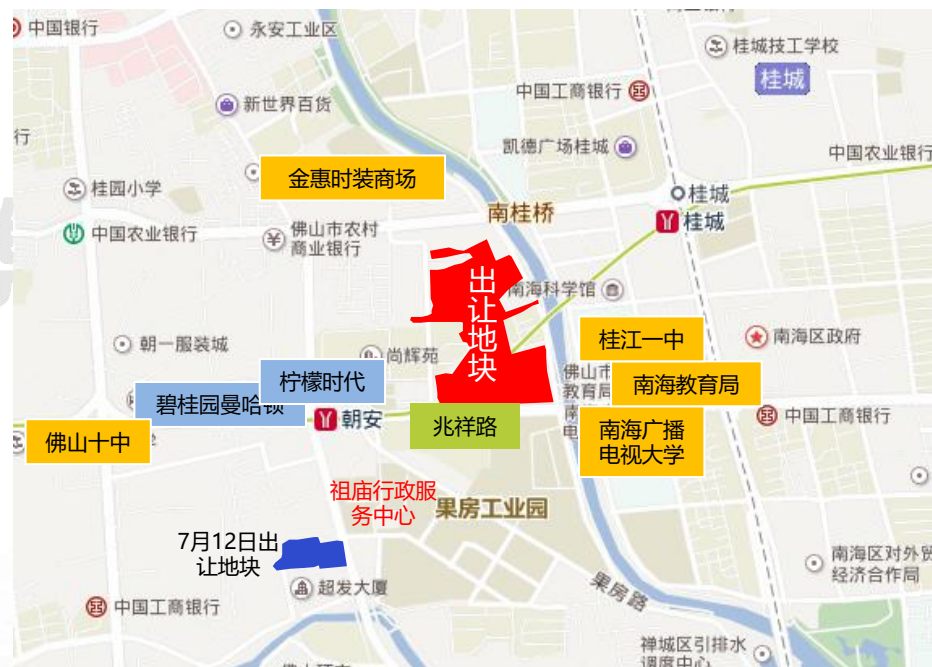 中国银行
永安工业区
桂城技工学校
桂城
中国工商银行
新世界百货
行
凯德广场桂城
中国农业银行
金惠时装商场
桂园小学
南桂桥
桂城
桂城
佛山市农村
商业银行
中国农业银行
出让地块
南海科学馆
桂江一中
南海区政府
朝一服装城
尚辉苑
柠檬时代
佛山市
教育局
南海教育局
碧桂园曼哈顿
朝安
兆祥路
中国工商银行
佛山十中
南海广播
电视大学
祖庙行政服
务中心
果房工业园
7月12日出
让地块
超发大厦
南海区对外贸
经济合作局
果房路
中国工商银行
禅城区引排水
调度中心